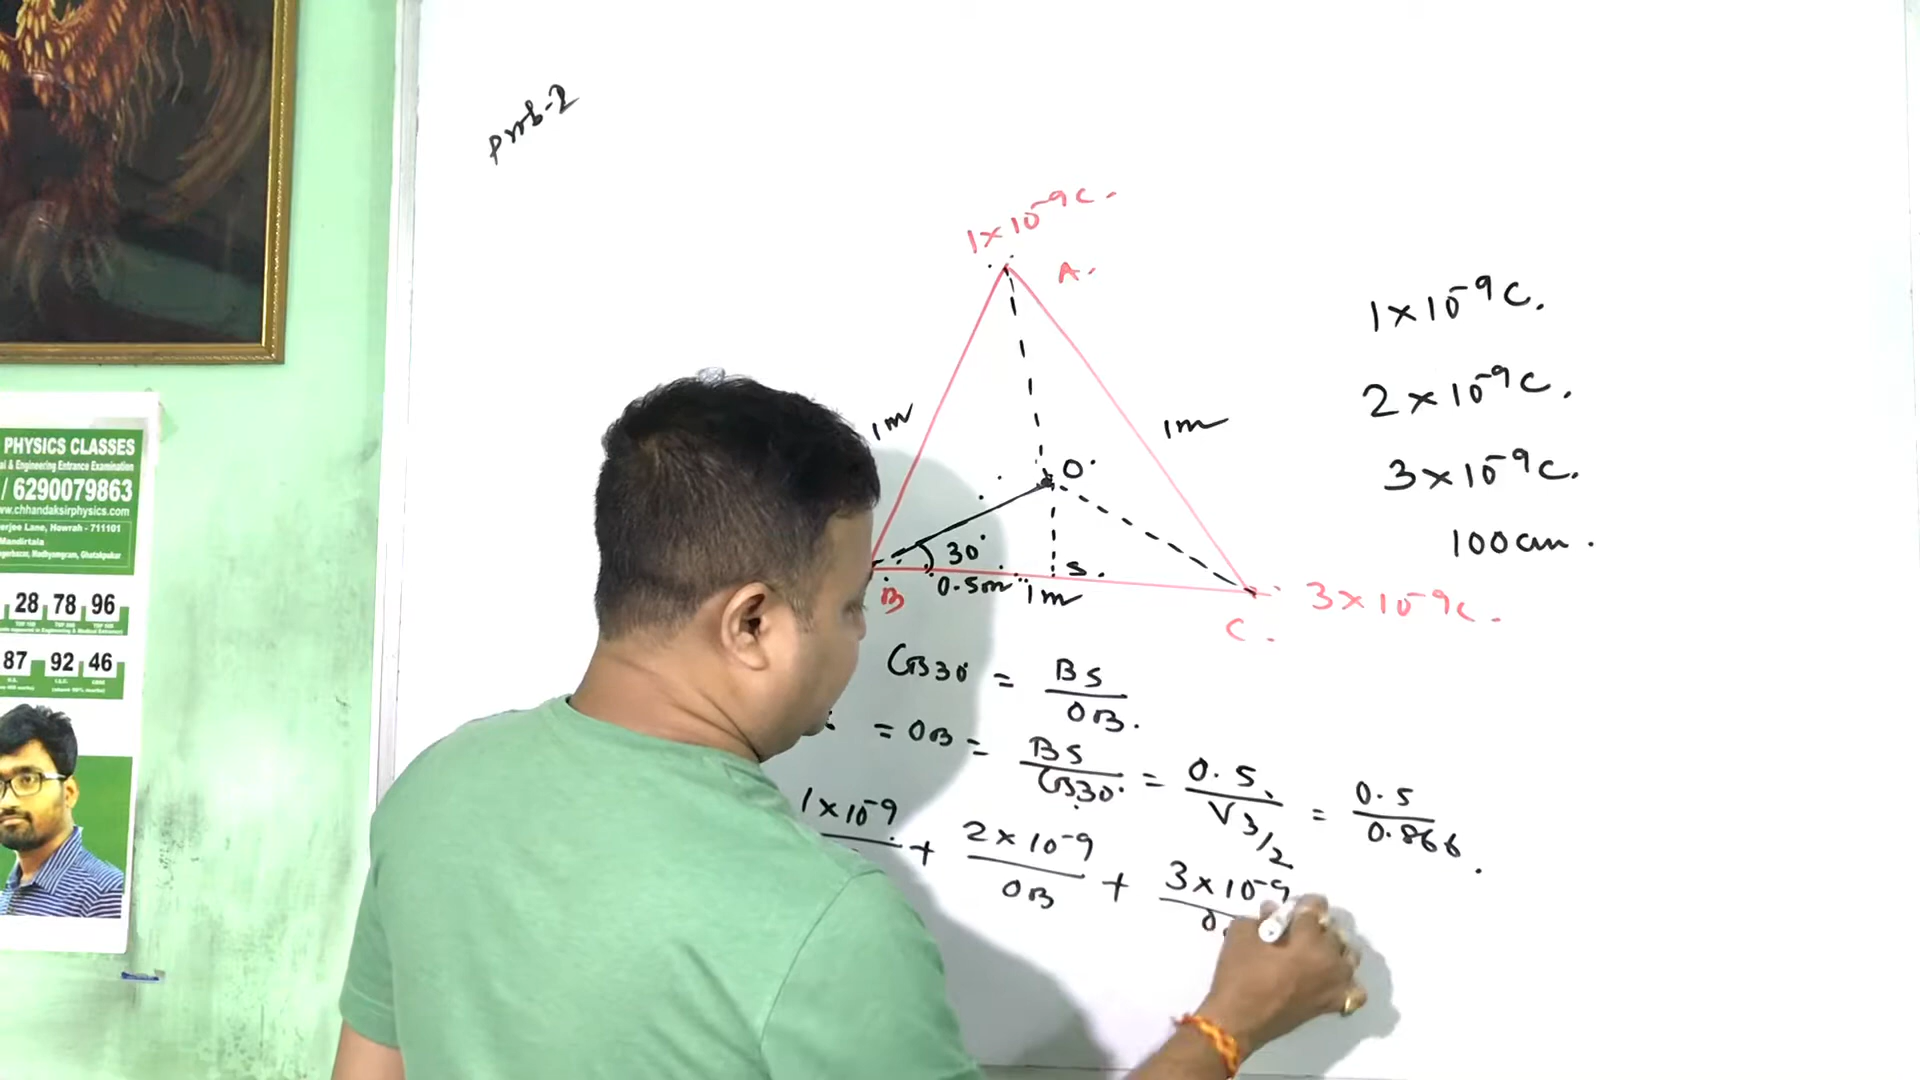 Prob-2
1×10⁻⁹C.
A.
1m
1m
O.
30°
0.5m
S.
1m
B
C.
3×10⁻⁹C.
1×10⁻⁹C.
2×10⁻⁹C.
3×10⁻⁹C.
100cm.
Cos30° = BS/OB.
= OB = BS/Cos30° = 0.5/√3/2 = 0.5/0.866.
1×10⁻⁹ + 2×10⁻⁹/OB + 3×10⁻⁹
PHYSICS CLASSES
al & Engineering Entrance Examination
/ 6290079863
ww.chhandaksirphysics.com
erjee Lane, Howrah - 711101
Mandirtala
28 78 96
87 92 46